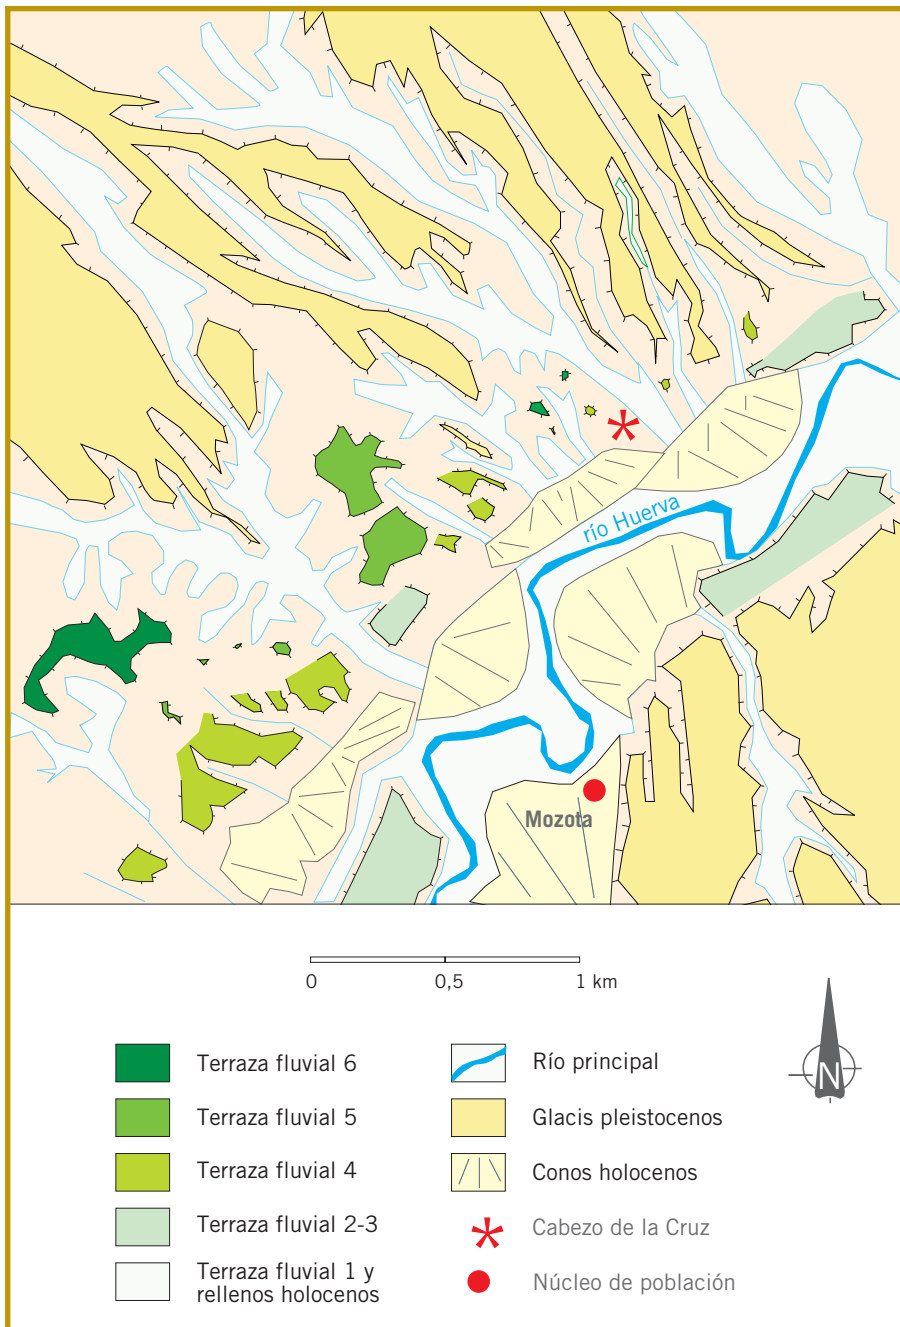 río Huerva
Mozota
0 0,5 1 km
N
Terraza fluvial 6
Terraza fluvial 5
Terraza fluvial 4
Terraza fluvial 2-3
Terraza fluvial 1 y
rellenos holocenos
Río principal
Glacis pleistocenos
Conos holocenos
Cabezo de la Cruz
Núcleo de población